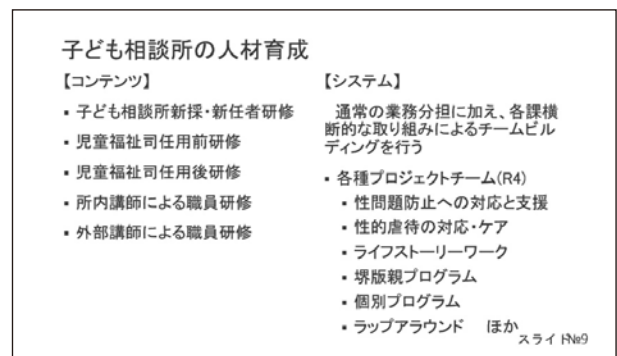 子ども相談所の人材育成
【コンテンツ】
▪ 子ども相談所新採・新任者研修
▪ 児童福祉司任用前研修
▪ 児童福祉司任用後研修
▪ 所内講師による職員研修
▪ 外部講師による職員研修
【システム】
通常の業務分担に加え、各課横
断的な取り組みによるチームビル
ディングを行う
▪ 各種プロジェクトチーム(R4)
▪ 性問題防止への対応と支援
▪ 性的虐待の対応・ケア
▪ ライフストーリーワーク
▪ 堺版親プログラム
▪ 個別プログラム
▪ ラップアラウンド ほか
スライド№9